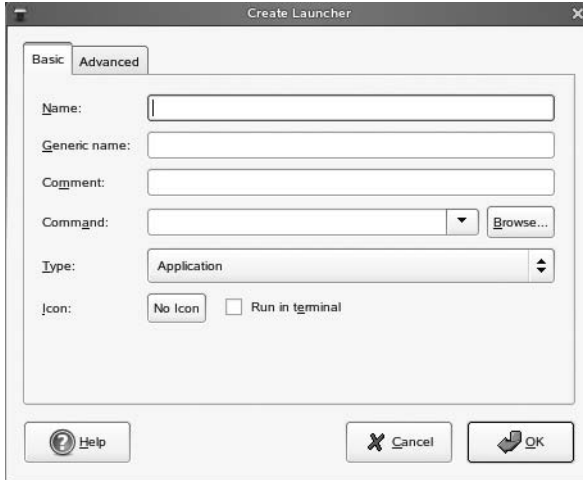 Create Launcher
Basic Advanced
Name:
Generic name:
Comment:
Command: Browse...
Type: Application
Icon: No Icon Run in terminal
Help Cancel OK